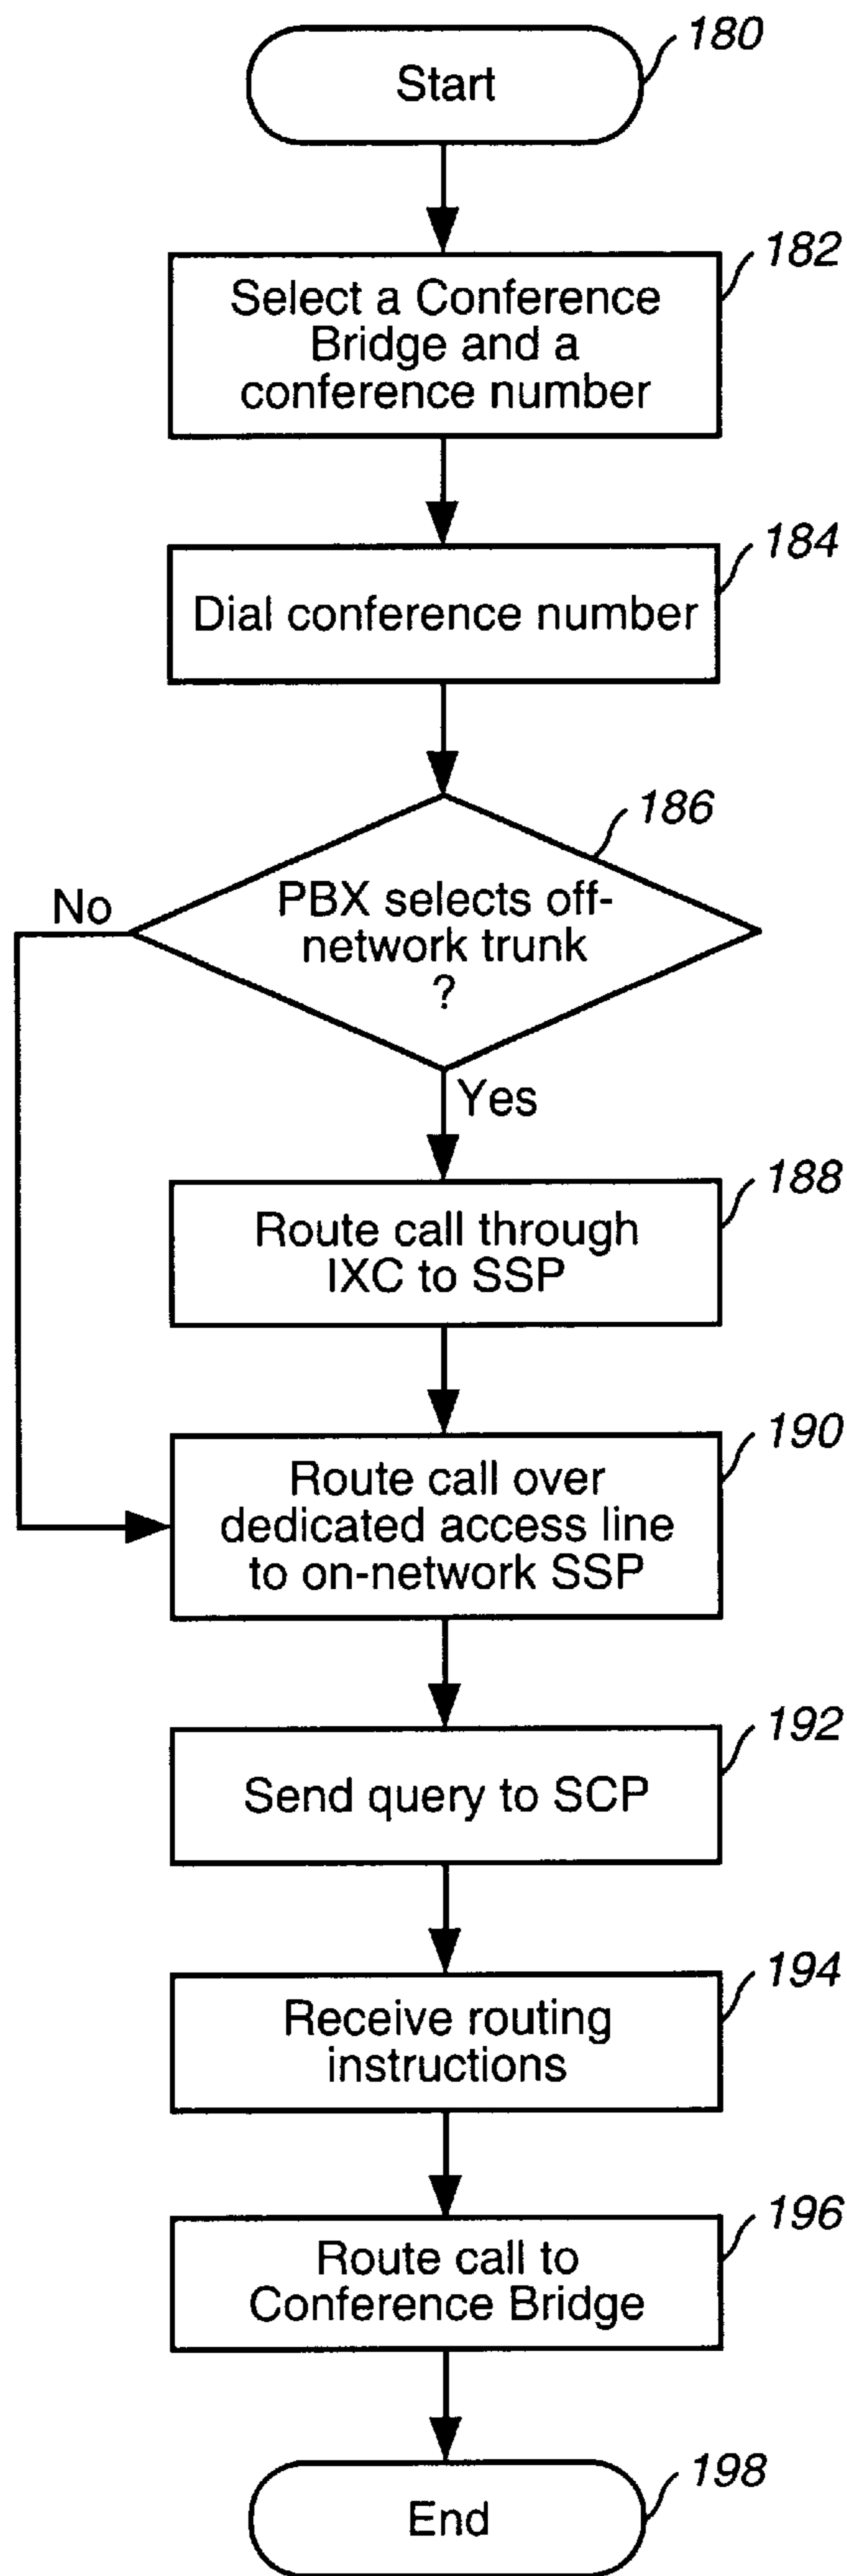 180
Start
182
Select a Conference
Bridge and a
conference number
184
Dial conference number
186
PBX selects off-
network trunk
?
No
Yes
188
Route call through
IXC to SSP
190
Route call over
dedicated access line
to on-network SSP
192
Send query to SCP
194
Receive routing
instructions
196
Route call to
Conference Bridge
198
End